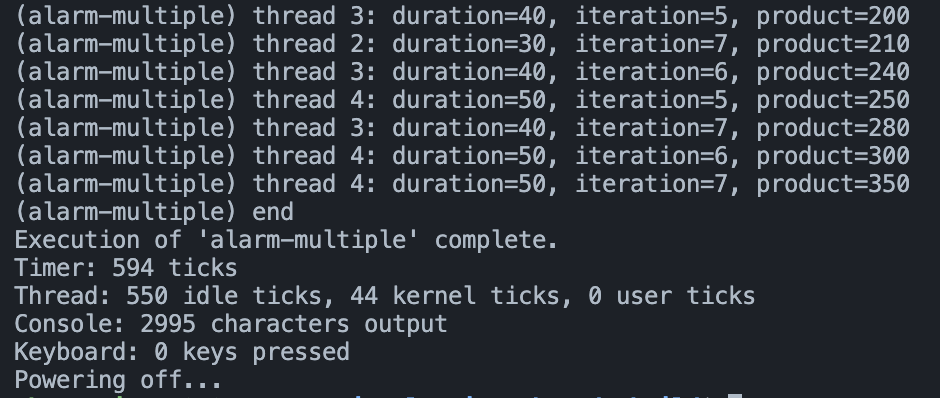 (alarm-multiple) thread 3: duration=40, iteration=5, product=200
(alarm-multiple) thread 2: duration=30, iteration=7, product=210
(alarm-multiple) thread 3: duration=40, iteration=6, product=240
(alarm-multiple) thread 4: duration=50, iteration=5, product=250
(alarm-multiple) thread 3: duration=40, iteration=7, product=280
(alarm-multiple) thread 4: duration=50, iteration=6, product=300
(alarm-multiple) thread 4: duration=50, iteration=7, product=350
(alarm-multiple) end
Execution of 'alarm-multiple' complete.
Timer: 594 ticks
Thread: 550 idle ticks, 44 kernel ticks, 0 user ticks
Console: 2995 characters output
Keyboard: 0 keys pressed
Powering off...